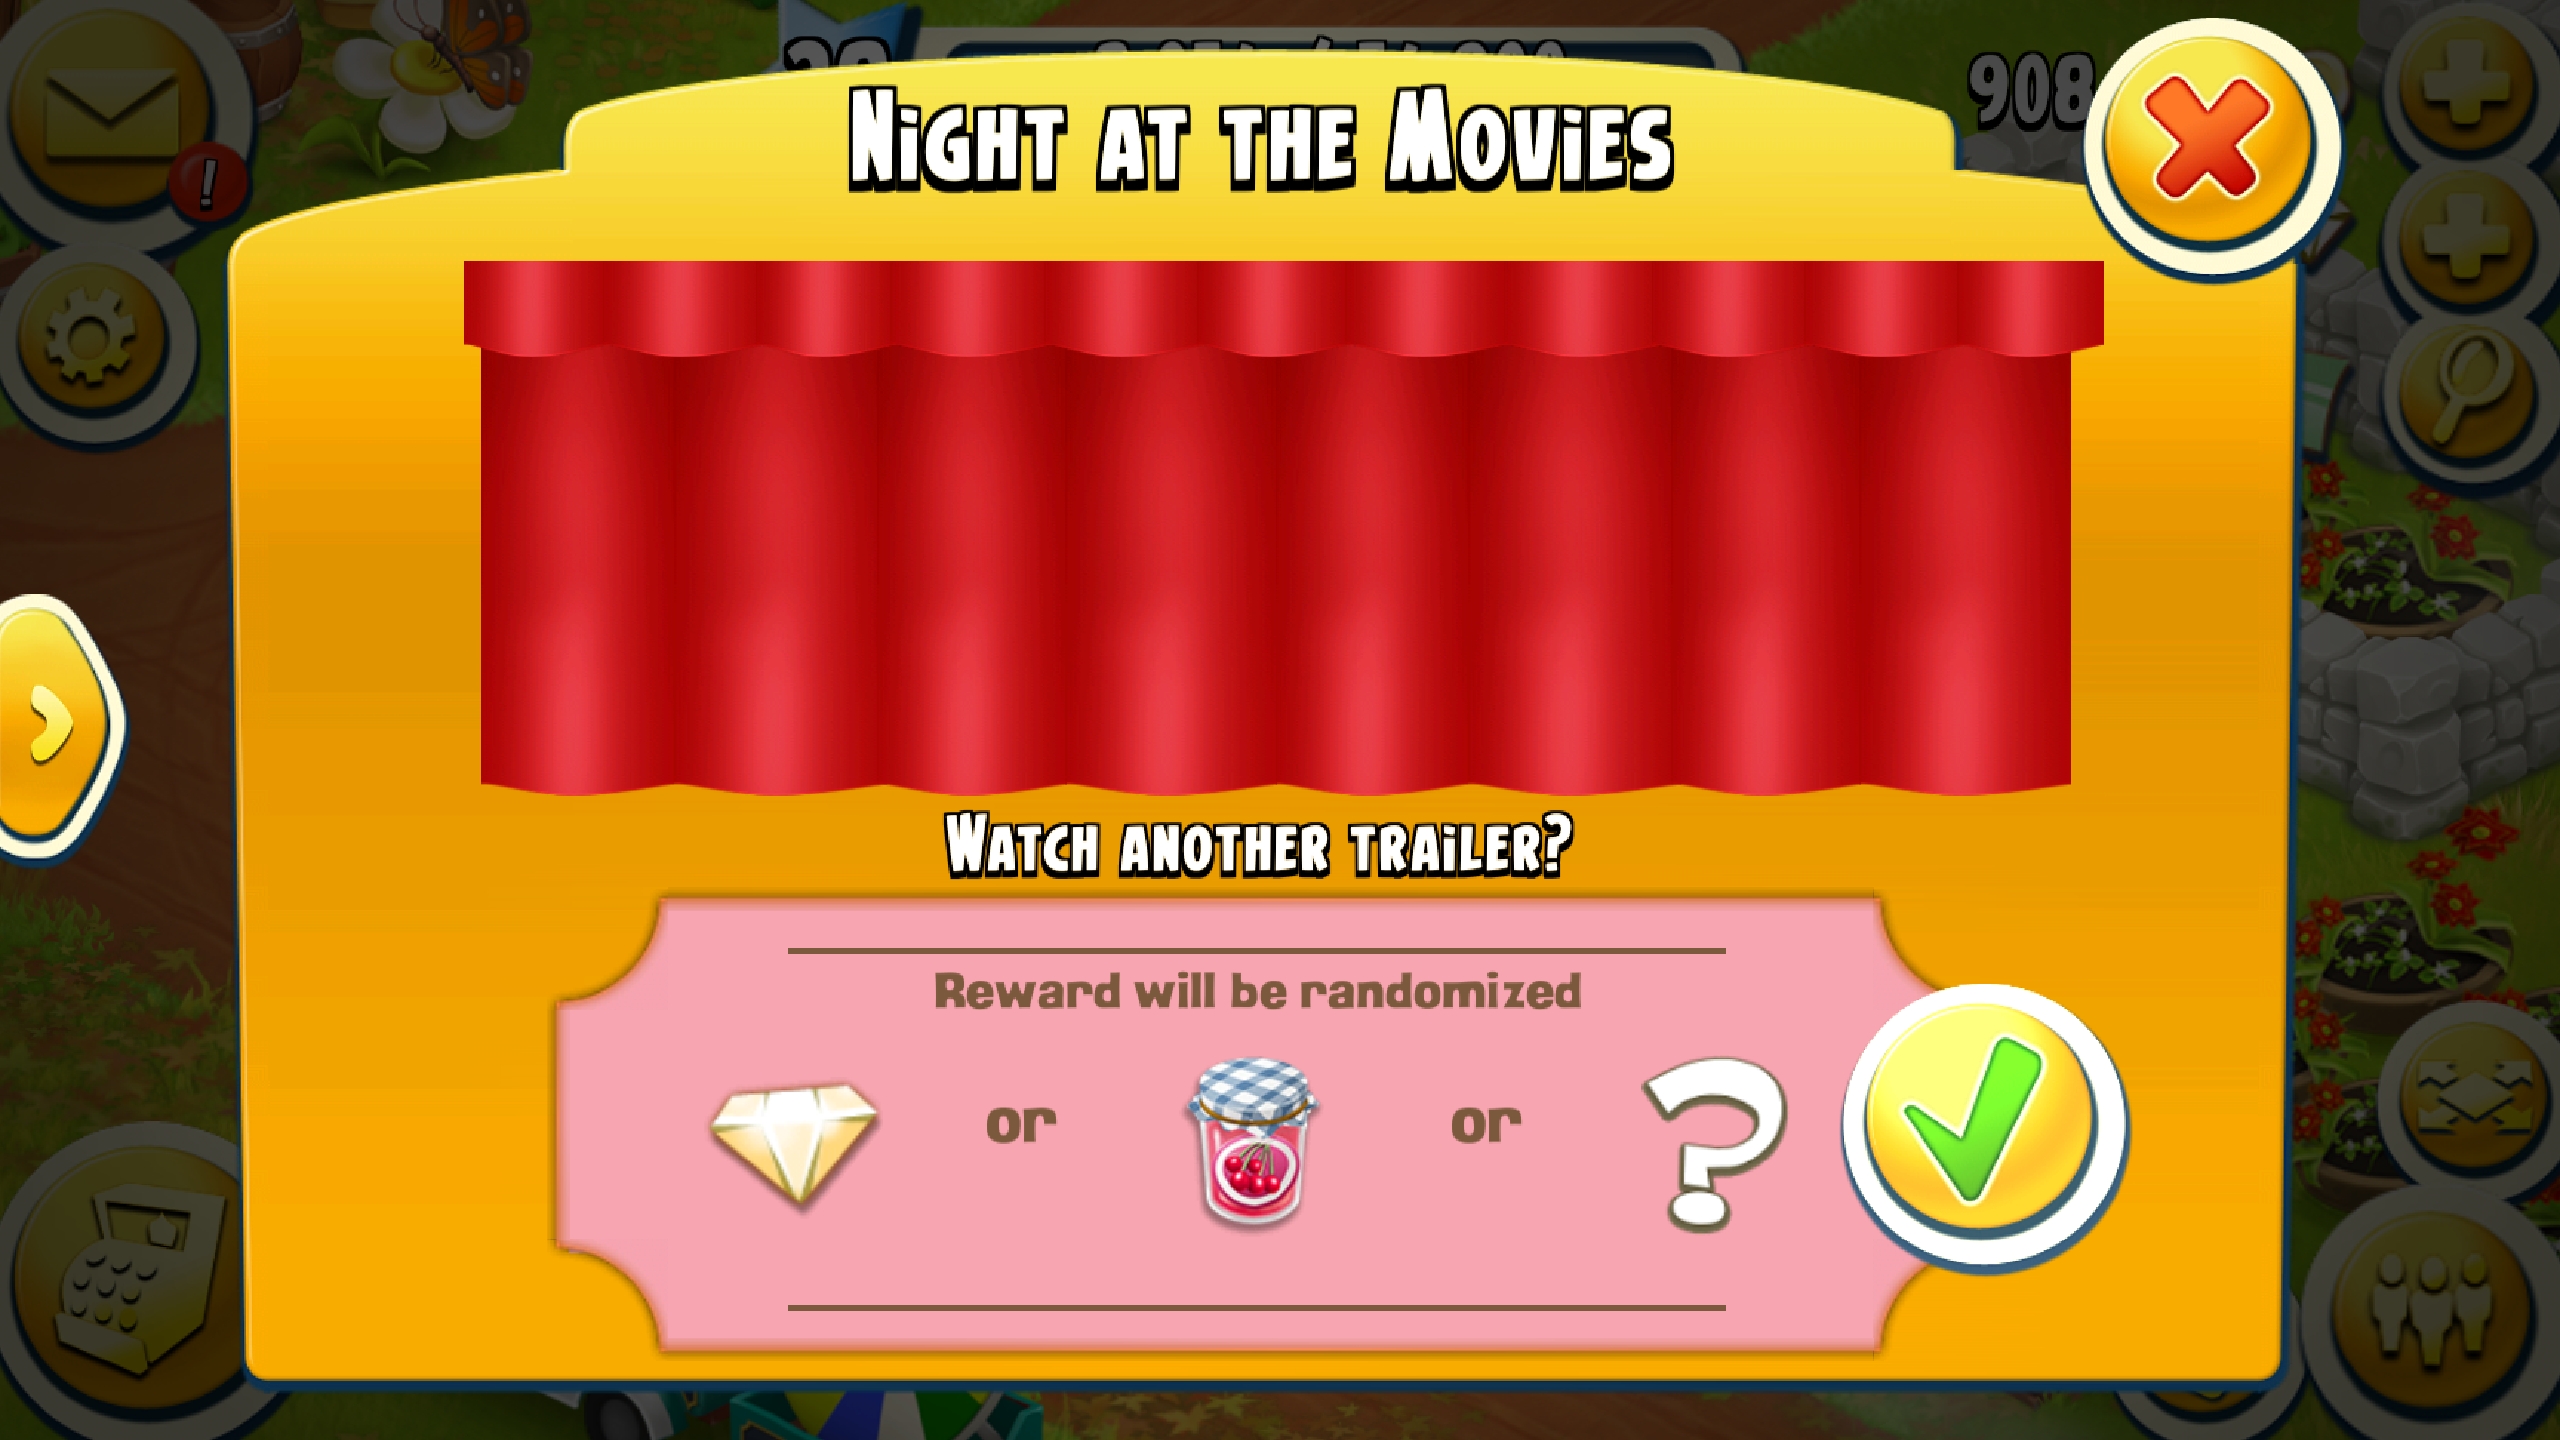 908
!
Night at the Movies
Watch another trailer?
Reward will be randomized
or
or
?